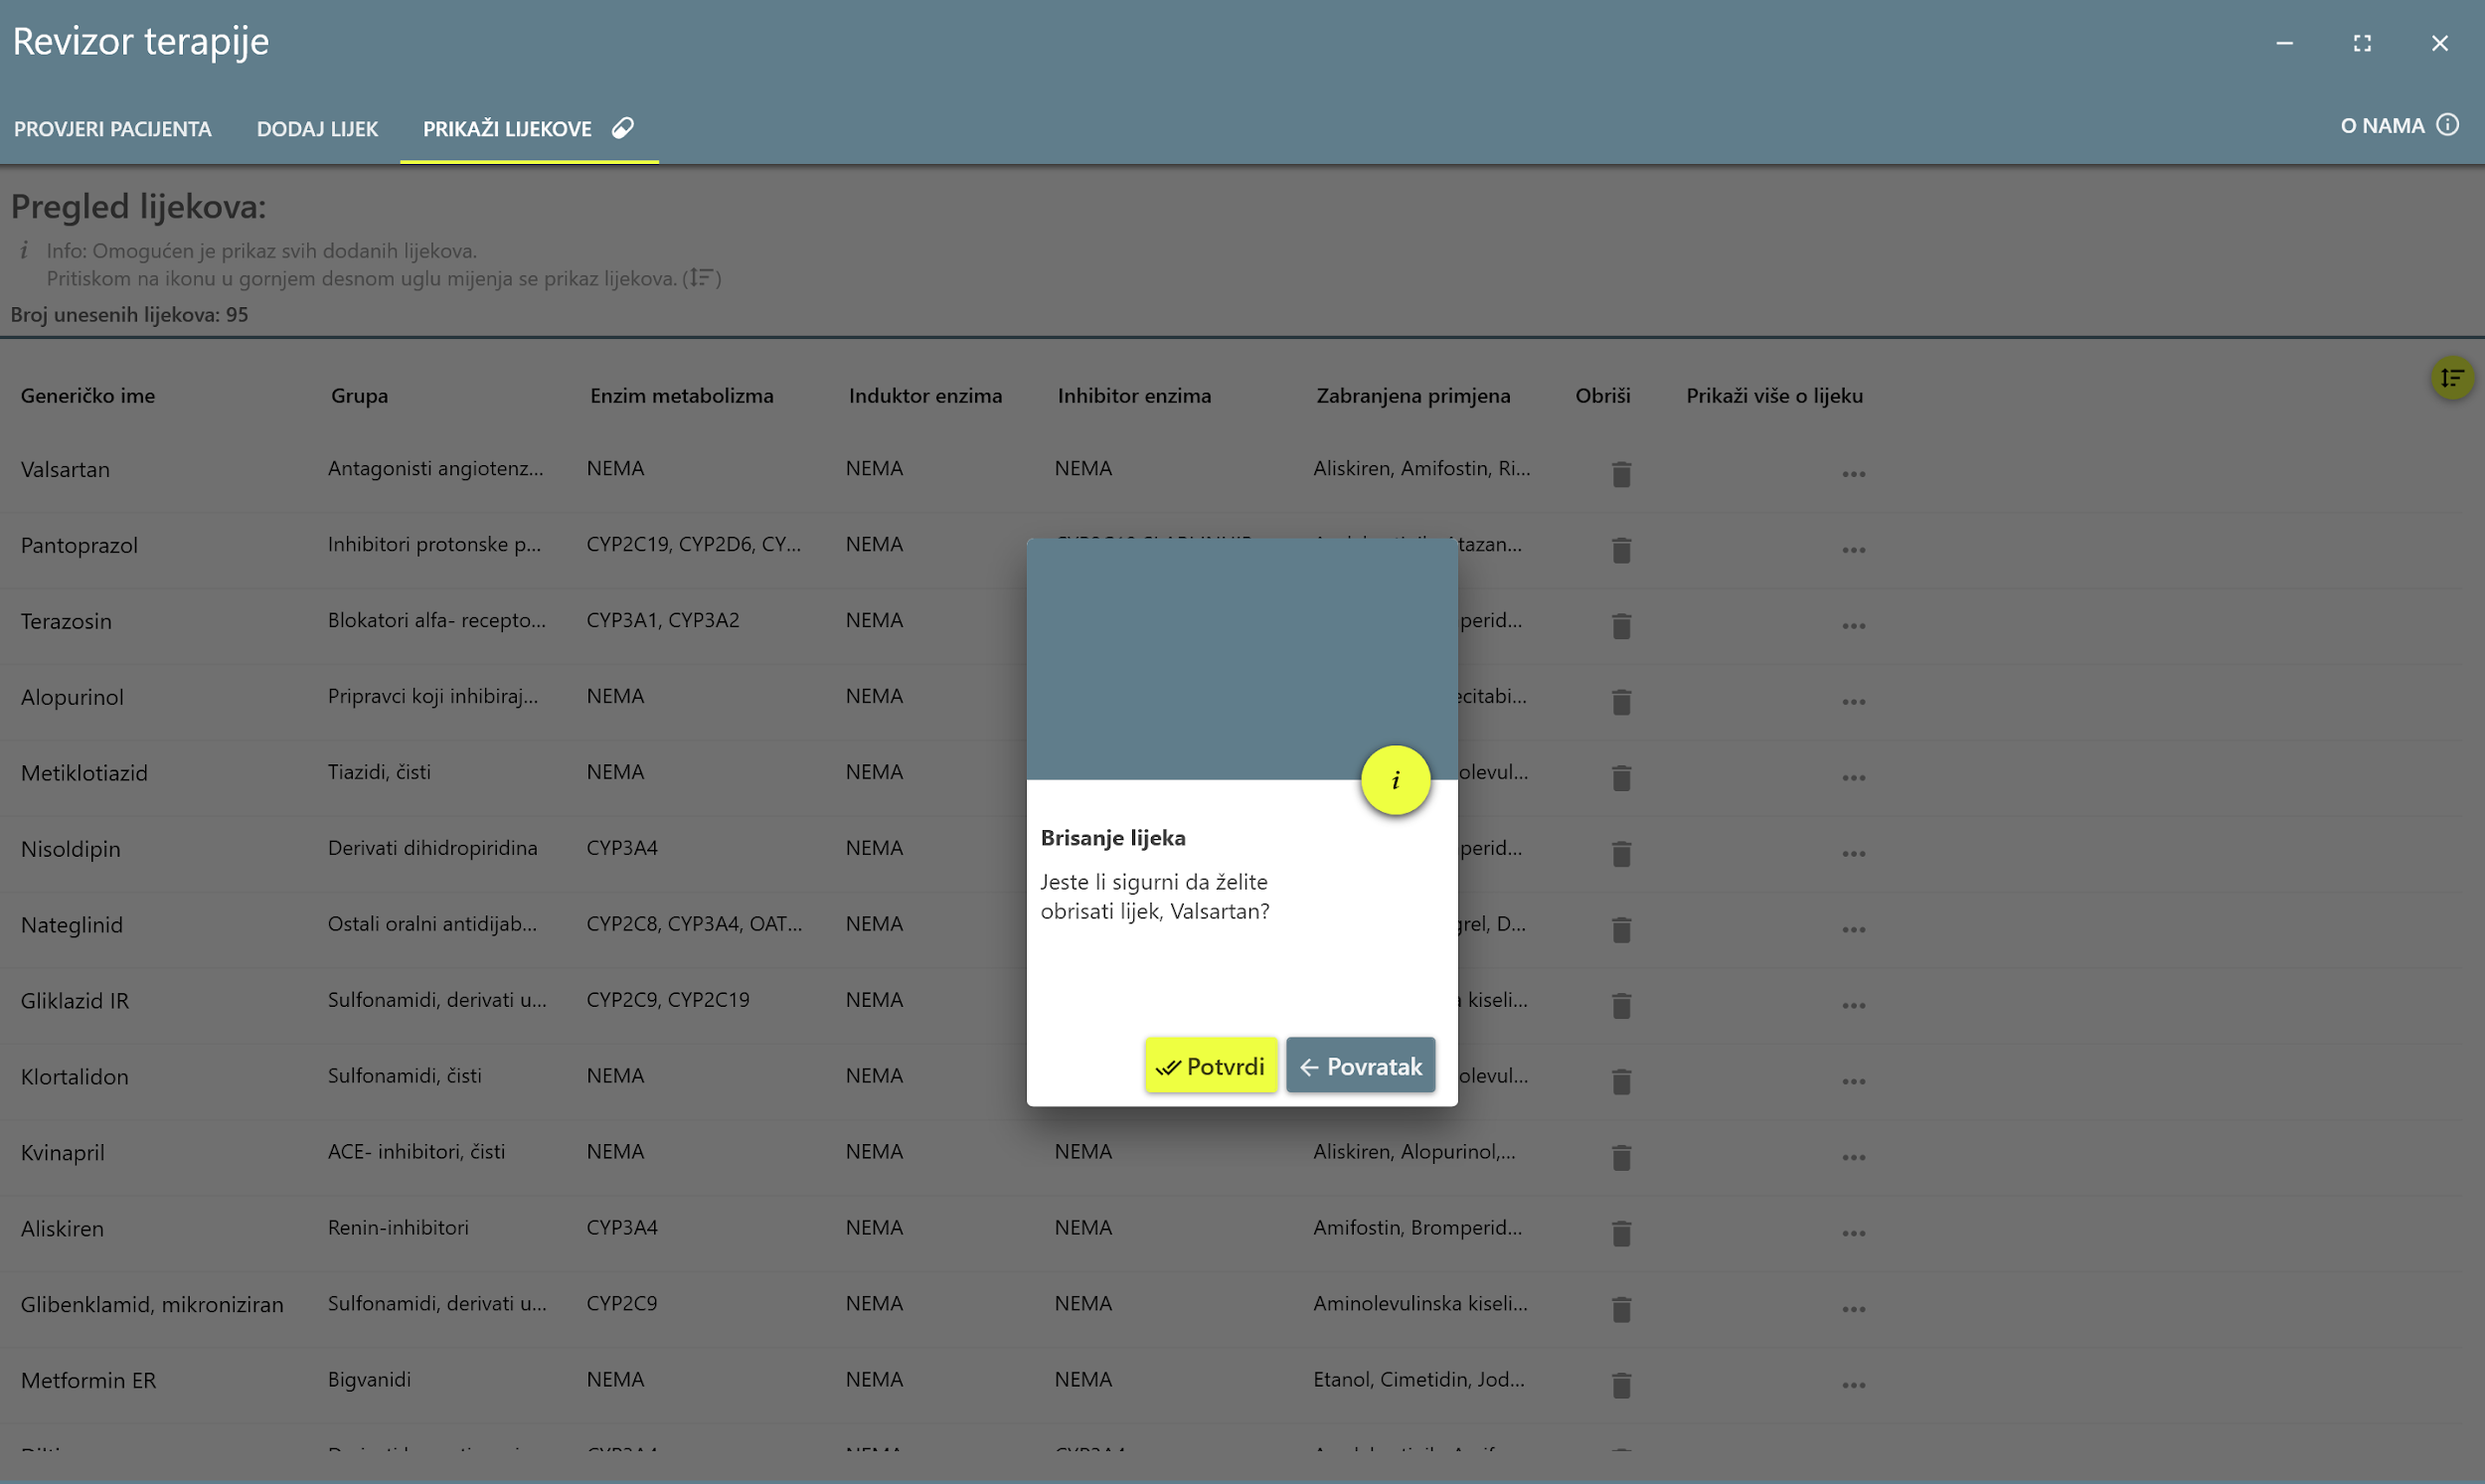 Revizor terapije
PROVJERI PACIJENTA DODAJ LIJEK PRIKAŽI LIJEKOVE O NAMA
Pregled lijekova:
i Info: Omogućen je prikaz svih dodanih lijekova.
Pritiskom na ikonu u gornjem desnom uglu mijenja se prikaz lijekova. ( )
Broj unesenih lijekova: 95
Generičko ime Grupa Enzim metabolizma Induktor enzima Inhibitor enzima Zabranjena primjena Obriši Prikaži više o lijeku
Valsartan Antagonisti angiotenz... NEMA NEMA NEMA Aliskiren, Amifostin, Ri...
Pantoprazol Inhibitori protonske p... CYP2C19, CYP2D6, CY... NEMA
Terazosin Blokatori alfa- recepto... CYP3A1, CYP3A2 NEMA
Alopurinol Pripravci koji inhibiraj... NEMA NEMA
Metiklotiazid Tiazidi, čisti NEMA NEMA
Nisoldipin Derivati dihidropiridina CYP3A4 NEMA
Nateglinid Ostali oralni antidijab... CYP2C8, CYP3A4, OAT... NEMA grel, D...
Gliklazid IR Sulfonamidi, derivati u... CYP2C9, CYP2C19 NEMA kiseli...
Klortalidon Sulfonamidi, čisti NEMA NEMA
i
Brisanje lijeka
Jeste li sigurni da želite
obrisati lijek, Valsartan?
Potvrdi Povratak
Kvinapril ACE- inhibitori, čisti NEMA NEMA NEMA Aliskiren, Alopurinol,...
Aliskiren Renin-inhibitori CYP3A4 NEMA NEMA Amifostin, Bromperid...
Glibenklamid, mikroniziran Sulfonamidi, derivati u... CYP2C9 NEMA NEMA Aminolevulinska kiseli...
Metformin ER Bigvanidi NEMA NEMA NEMA Etanol, Cimetidin, Jod...